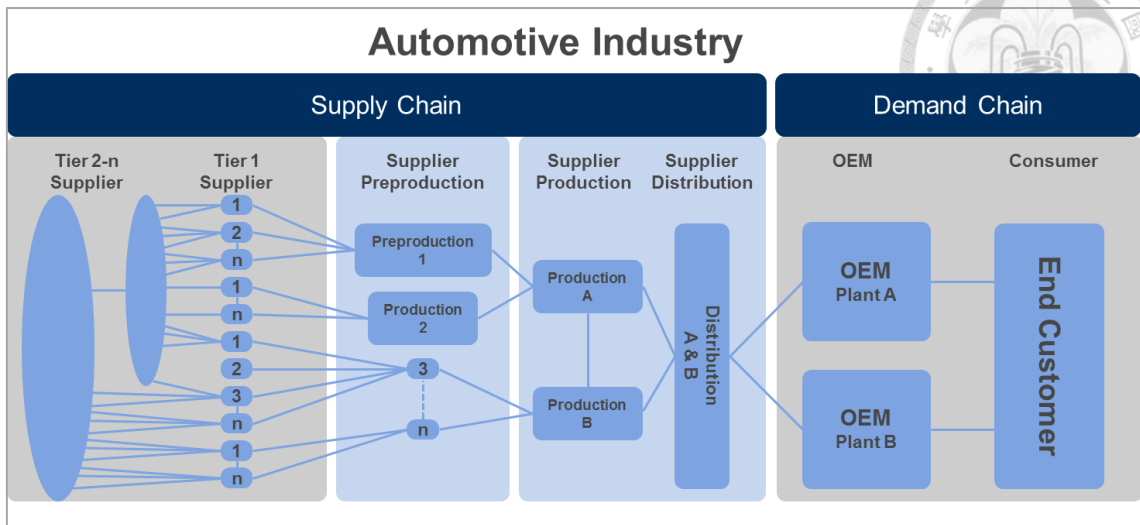 Automotive Industry
Supply Chain
Demand Chain
Tier 2-n
Supplier
Tier 1
Supplier
Supplier
Preproduction
Supplier
Production
Supplier
Distribution
OEM
Consumer
1
2
n
1
n
1
2
3
n
1
n
Preproduction
1
Production
2
3
n
Production
A
Production
B
Distribution
A & B
OEM
Plant A
OEM
Plant B
End Customer
學